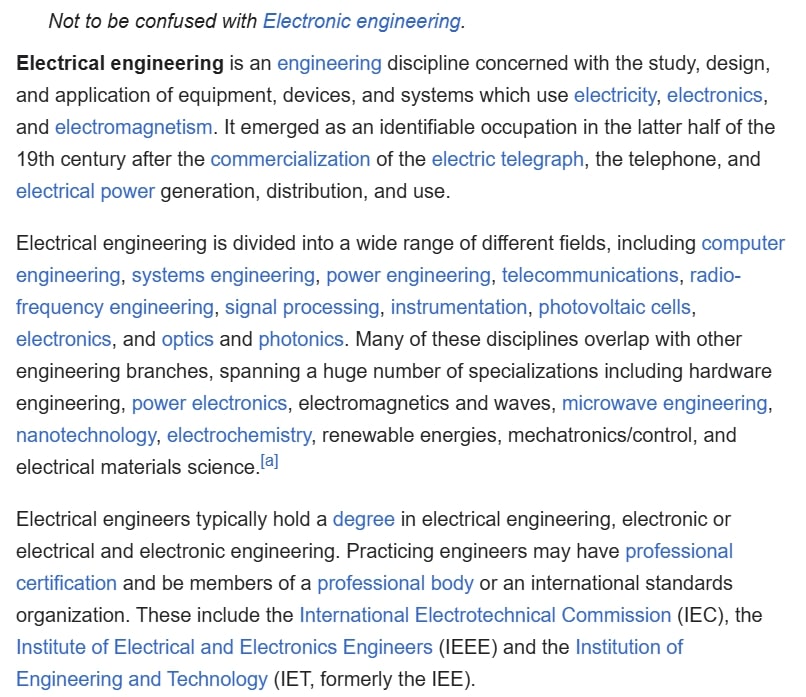 Not to be confused with Electronic engineering.
Electrical engineering is an engineering discipline concerned with the study, design,
and application of equipment, devices, and systems which use electricity, electronics,
and electromagnetism. It emerged as an identifiable occupation in the latter half of the
19th century after the commercialization of the electric telegraph, the telephone, and
electrical power generation, distribution, and use.
Electrical engineering is divided into a wide range of different fields, including computer
engineering, systems engineering, power engineering, telecommunications, radio-
frequency engineering, signal processing, instrumentation, photovoltaic cells,
electronics, and optics and photonics. Many of these disciplines overlap with other
engineering branches, spanning a huge number of specializations including hardware
engineering, power electronics, electromagnetics and waves, microwave engineering,
nanotechnology, electrochemistry, renewable energies, mechatronics/control, and
electrical materials science.[a]
Electrical engineers typically hold a degree in electrical engineering, electronic or
electrical and electronic engineering. Practicing engineers may have professional
certification and be members of a professional body or an international standards
organization. These include the International Electrotechnical Commission (IEC), the
Institute of Electrical and Electronics Engineers (IEEE) and the Institution of
Engineering and Technology (IET, formerly the IEE).